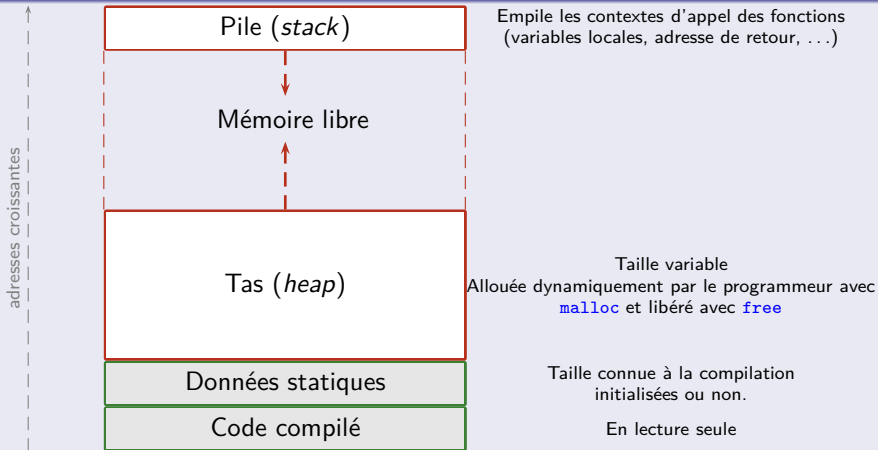 Pile (stack)
Empile les contextes d'appel des fonctions
(variables locales, adresse de retour, ...)
Mémoire libre
adresses croissantes
Tas (heap)
Taille variable
Allouée dynamiquement par le programmeur avec
malloc et libéré avec free
Données statiques
Taille connue à la compilation
initialisées ou non.
Code compilé
En lecture seule